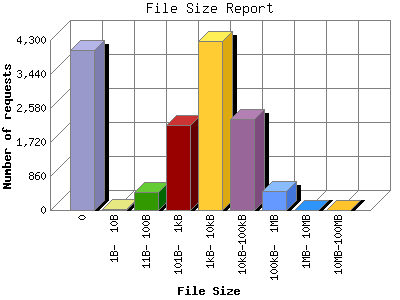 File Size Report
Number of requests
4,300
3,440
2,580
1,720
860
0
0
1B- 10B
11B- 100B
101B- 1kB
1kB- 10kB
10kB-100kB
100kB- 1MB
1MB- 10MB
10MB-100MB
File Size